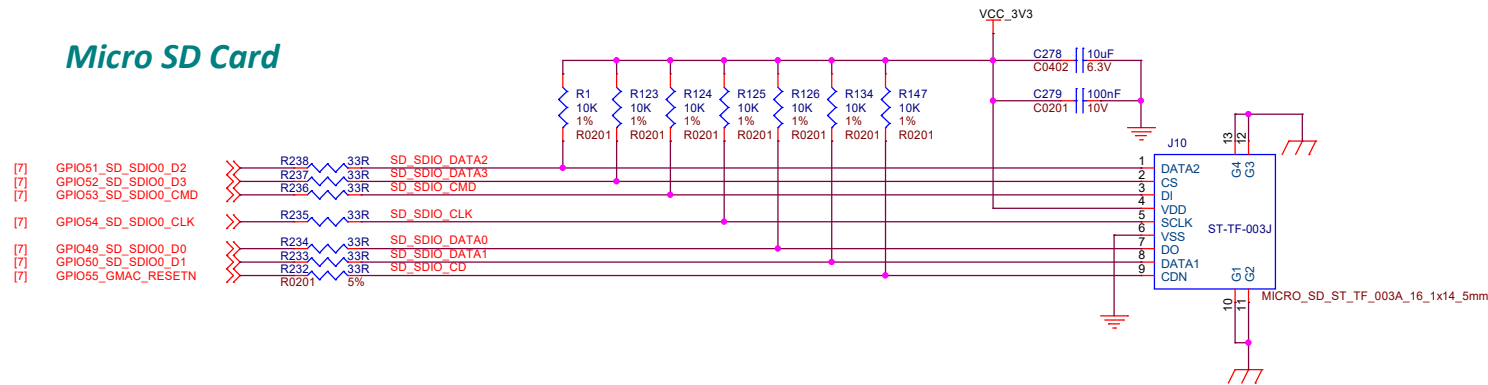 VCC_3V3
Micro SD Card
C278 10uF
C0402 6.3V
C279 100nF
C0201 10V
R1 R123 R124 R125 R126 R134 R147
10K 10K 10K 10K 10K 10K 10K
1% 1% 1% 1% 1% 1% 1%
R0201 R0201 R0201 R0201 R0201 R0201 R0201
J10
13 12
G4 G3
[7] GPIO51_SD_SDIO0_D2 R238 33R SD_SDIO_DATA2 1 DATA2
[7] GPIO52_SD_SDIO0_D3 R237 33R SD_SDIO_DATA3 2 CS
[7] GPIO53_SD_SDIO0_CMD R236 33R SD_SDIO_CMD 3 DI
4 VDD
[7] GPIO54_SD_SDIO0_CLK R235 33R SD_SDIO_CLK 5 SCLK
ST-TF-003J
6 VSS
[7] GPIO49_SD_SDIO0_D0 R234 33R SD_SDIO_DATA0 7 DO
[7] GPIO50_SD_SDIO0_D1 R233 33R SD_SDIO_DATA1 8 DATA1
[7] GPIO55_GMAC_RESETN R232 33R SD_SDIO_CD 9 CDN
R0201 5%
G1 G2
10 11
MICRO_SD_ST_TF_003A_16_1x14_5mm